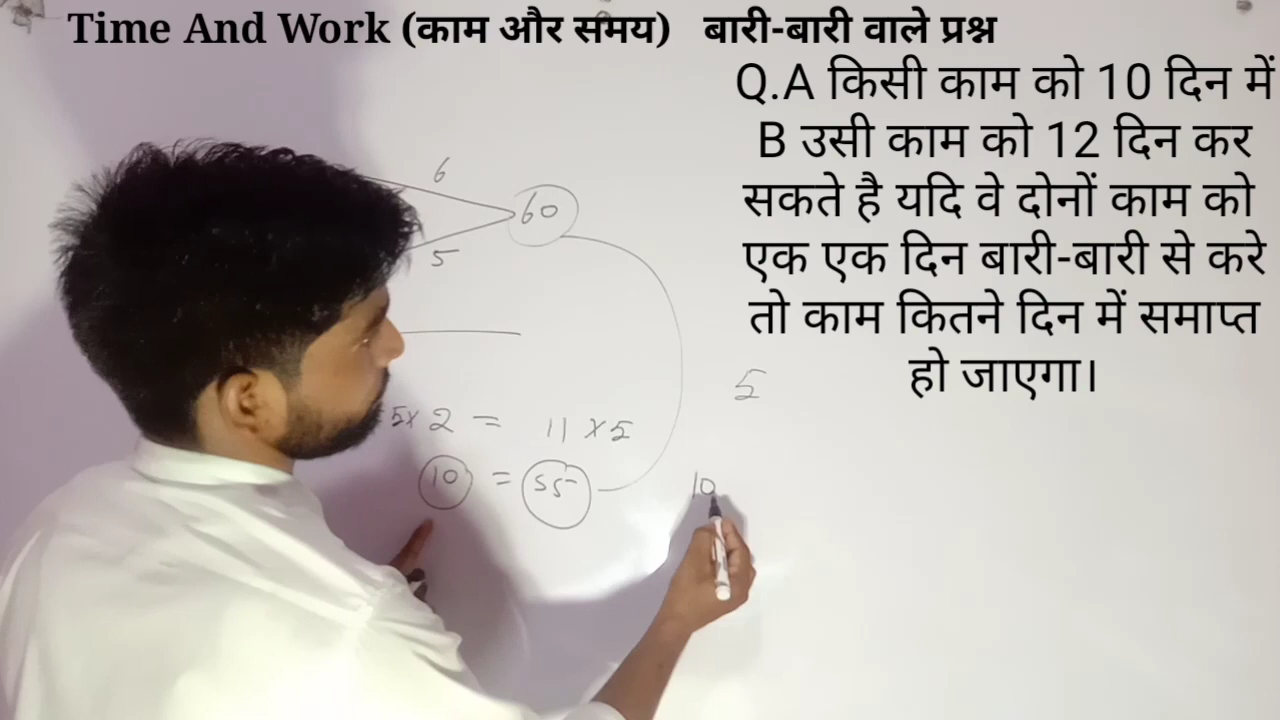 Time And Work (काम और समय) बारी-बारी वाले प्रश्न
Q.A किसी काम को 10 दिन में
B उसी काम को 12 दिन कर
सकते है यदि वे दोनों काम को
एक एक दिन बारी-बारी से करे
तो काम कितने दिन में समाप्त
हो जाएगा।
6
60
5
5
5x 2 = 11 x 5
10 = 55
10